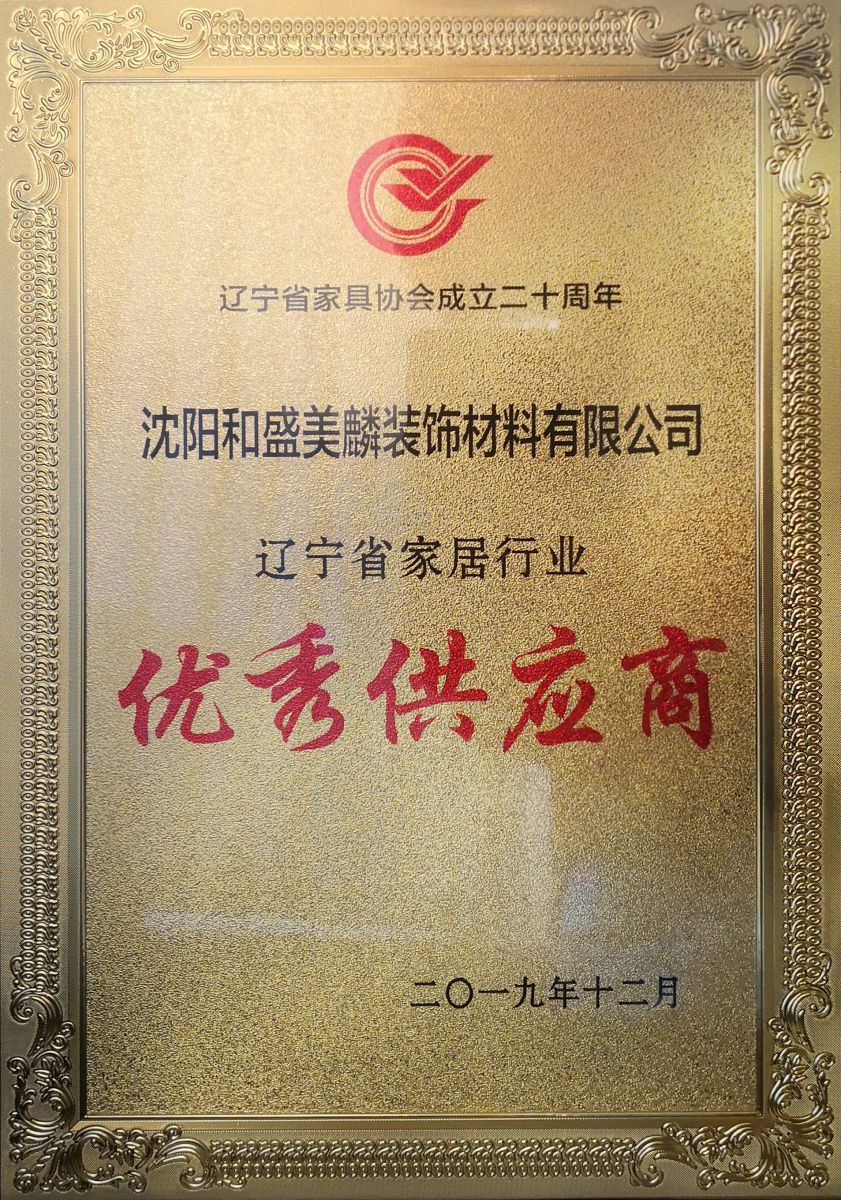 辽宁省家具协会成立二十周年
沈阳和盛美麟装饰材料有限公司
辽宁省家居行业
优秀供应商
二〇一九年十二月